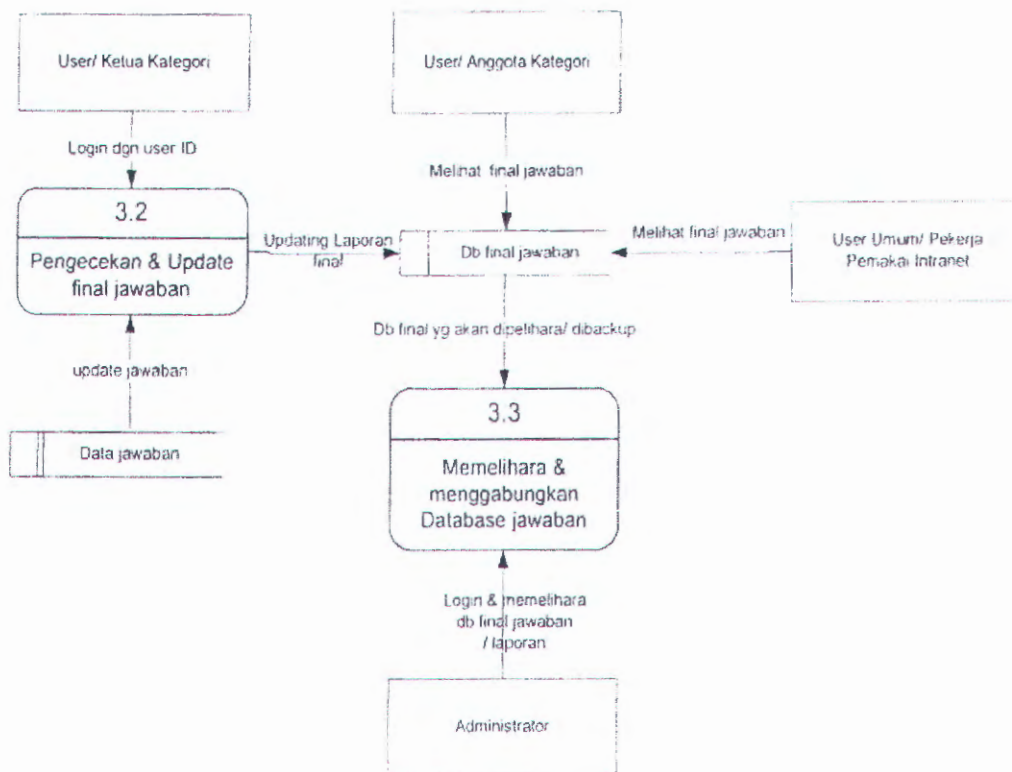 User/ Ketua Kategori
User/ Anggota Kategori
Login dgn user ID
Melihat final jawaban
3.2
Pengecekan & Update
final jawaban
Updating Laporan
final
Db final jawaban
Melihat final jawaban
User Umum/ Pekerja
Pemakai Intranet
Db final yg akan dipelihara/ dibackup
update jawaban
Data jawaban
3.3
Memelihara &
menggabungkan
Database jawaban
Login & memelihara
db final jawaban
/ laporan
Administrator